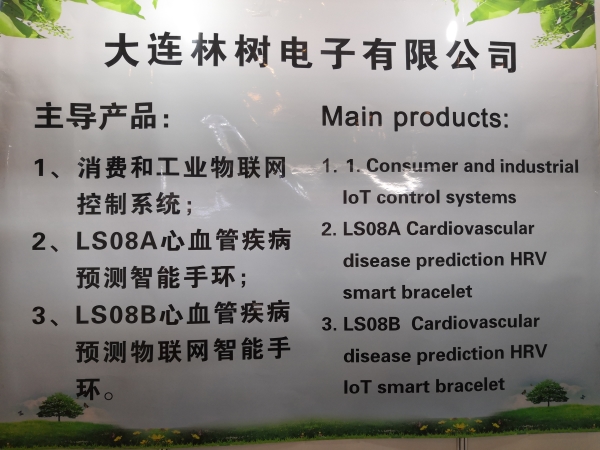 大连林树电子有限公司
主导产品：
1、消费和工业物联网
控制系统；
2、LS08A心血管疾病
预测智能手环；
3、LS08B心血管疾病
预测物联网智能手
环。
Main products:
1. 1. Consumer and industrial
IoT control systems
2. LS08A Cardiovascular
disease prediction HRV
smart bracelet
3. LS08B Cardiovascular
disease prediction HRV
IoT smart bracelet